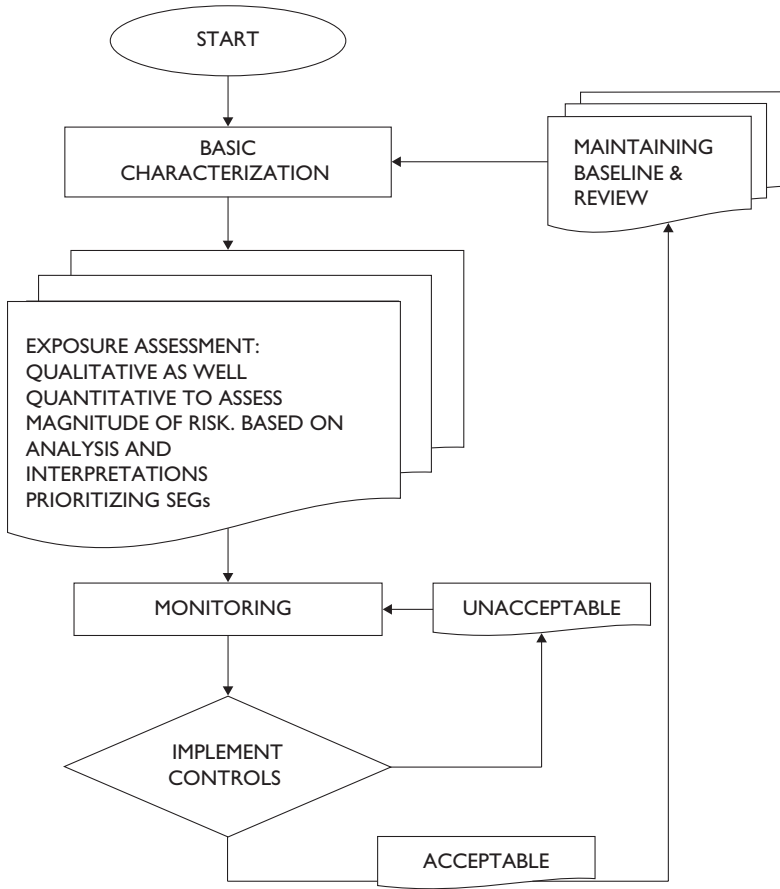 START
BASIC
CHARACTERIZATION
MAINTAINING
BASELINE &
REVIEW
EXPOSURE ASSESSMENT:
QUALITATIVE AS WELL
QUANTITATIVE TO ASSESS
MAGNITUDE OF RISK. BASED ON
ANALYSIS AND
INTERPRETATIONS
PRIORITIZING SEGs
MONITORING
UNACCEPTABLE
IMPLEMENT
CONTROLS
ACCEPTABLE